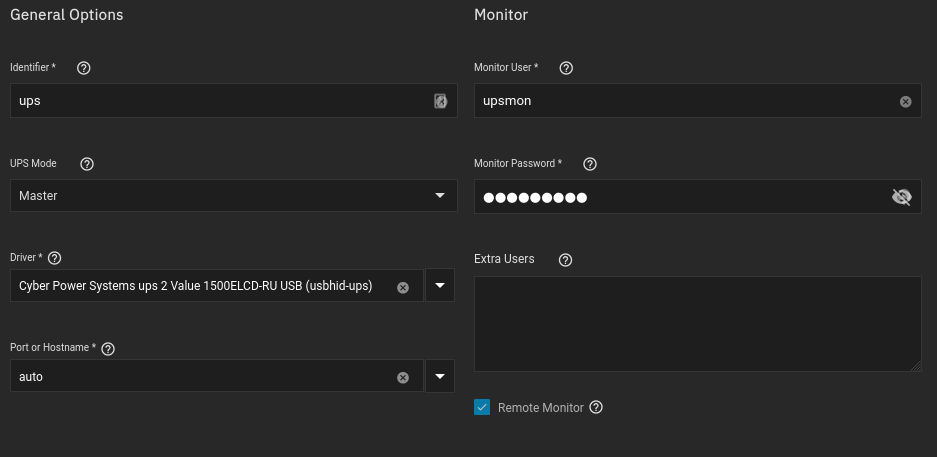 General Options
Identifier *
ups
UPS Mode
Master
Driver *
Cyber Power Systems ups 2 Value 1500ELCD-RU USB (usbhid-ups)
Port or Hostname *
auto
Monitor
Monitor User *
upsmon
Monitor Password *
Extra Users
Remote Monitor